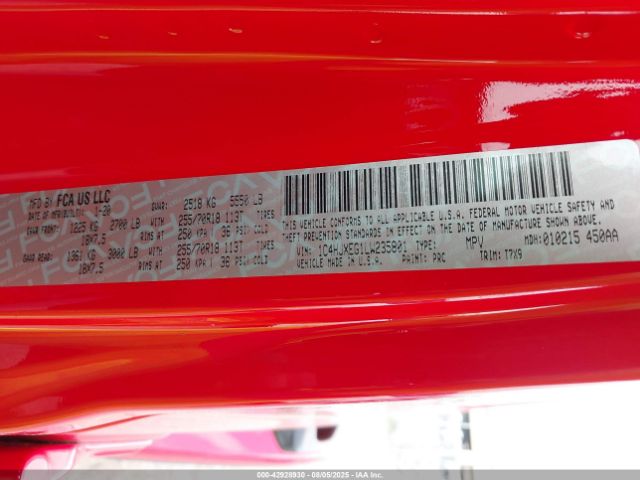 MFD BY FCA US LLC
DATE OF MFR 1-20 GVWR: 2518 KG 5550 LB
GAWR FRONT: 1225 KG 2700 LB WITH 255/70R18 113T TIRES
18X7.5 RIMS AT 250 KPA / 36 PSI COLD
GAWR REAR: 1361 KG 3000 LB WITH 255/70R18 113T TIRES
18X7.5 RIMS AT 250 KPA / 36 PSI COLD
THIS VEHICLE CONFORMS TO ALL APPLICABLE U.S.A. FEDERAL MOTOR VEHICLE SAFETY AND
THEFT PREVENTION STANDARDS IN EFFECT ON THE DATE OF MANUFACTURE SHOWN ABOVE.
VIN: 1C4HJXEG1LW235801 TYPE: MPV MDH: 010215 450AA
VEHICLE MADE IN U.S.A. PAINT: PRC TRIM: T7X9
000-42928930 - 08/05/2025 - IAAI.COM